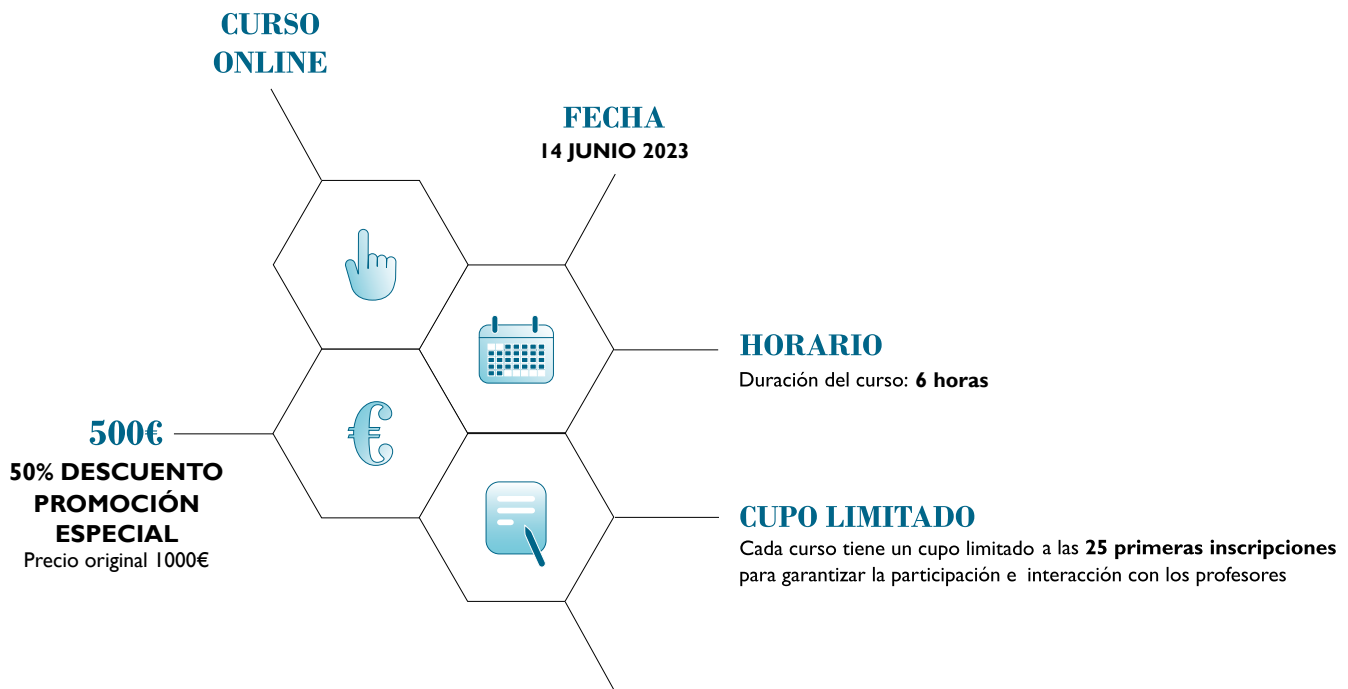 CURSO
ONLINE
FECHA
14 JUNIO 2023
HORARIO
Duración del curso: 6 horas
500€
50% DESCUENTO
PROMOCIÓN
ESPECIAL
Precio original 1000€
€
CUPO LIMITADO
Cada curso tiene un cupo limitado a las 25 primeras inscripciones
para garantizar la participación e interacción con los profesores